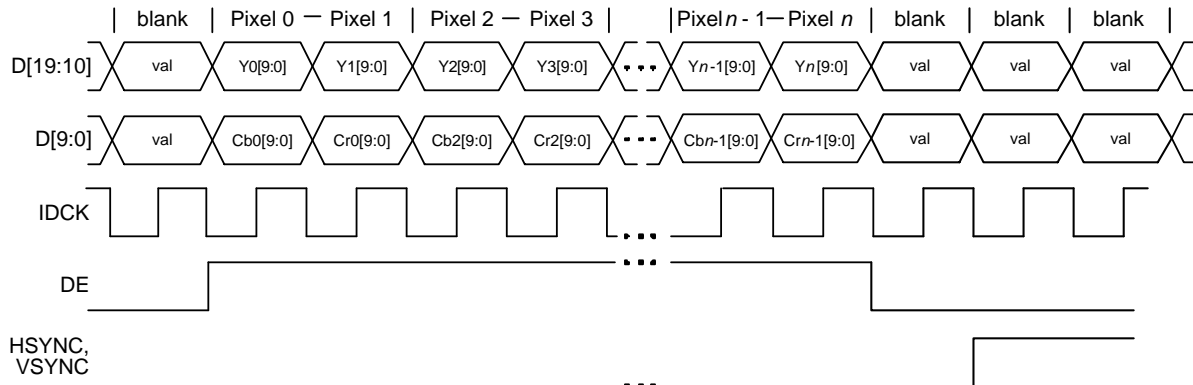 blank Pixel 0 — Pixel 1 Pixel 2 — Pixel 3 Pixel n - 1 — Pixel n blank blank blank
D[19:10] val Y0[9:0] Y1[9:0] Y2[9:0] Y3[9:0] Yn-1[9:0] Yn[9:0] val val val
D[9:0] val Cb0[9:0] Cr0[9:0] Cb2[9:0] Cr2[9:0] Cbn-1[9:0] Crn-1[9:0] val val val
IDCK
DE
HSYNC,
VSYNC